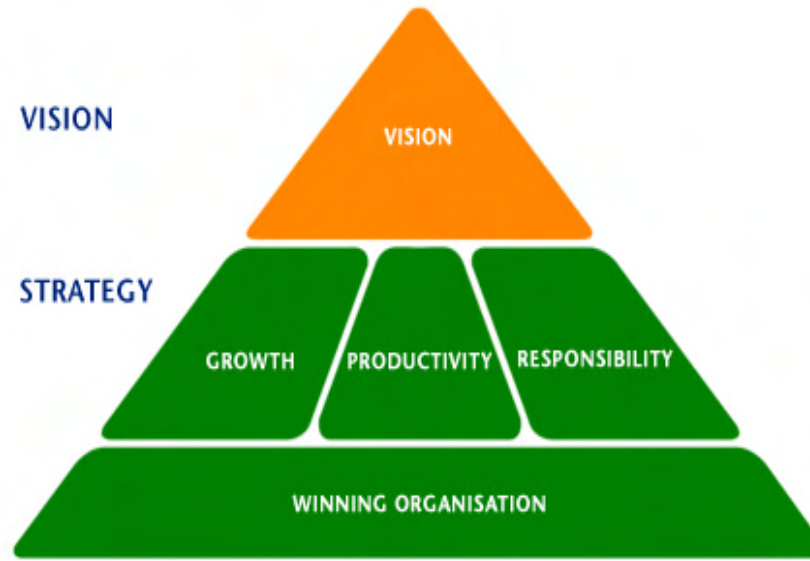 VISION
VISION
STRATEGY
GROWTH
PRODUCTIVITY
RESPONSIBILITY
WINNING ORGANISATION